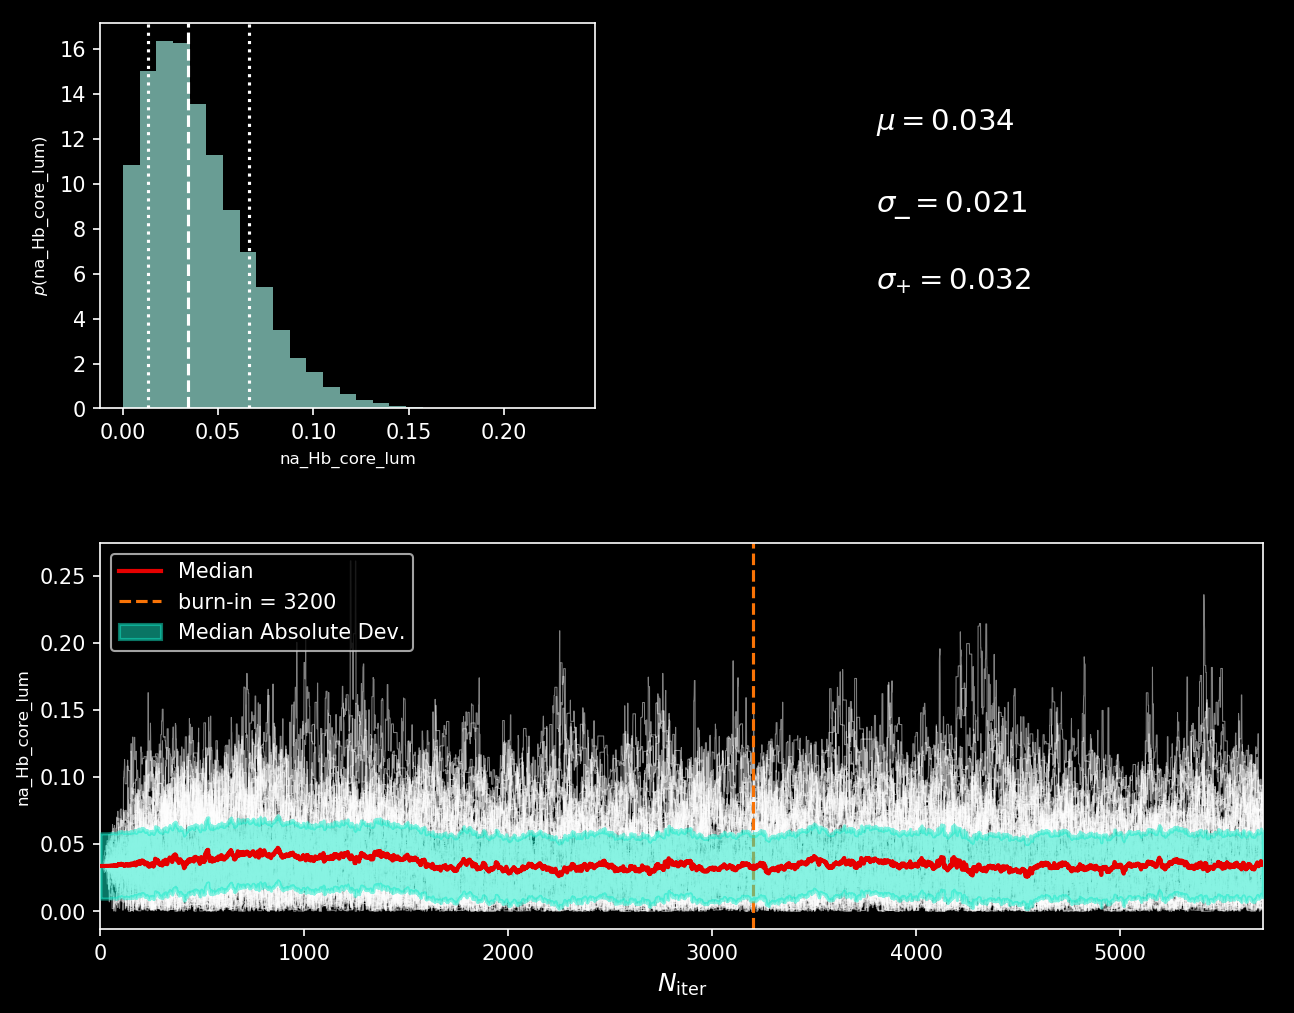 16
14
12
10
8
6
4
2
0
p(na_Hb_core_lum)
0.00 0.05 0.10 0.15 0.20
na_Hb_core_lum
μ = 0.034
σ_ = 0.021
σ+ = 0.032
Median
burn-in = 3200
Median Absolute Dev.
0.25
0.20
0.15
0.10
0.05
0.00
na_Hb_core_lum
0 1000 2000 3000 4000 5000
Niter